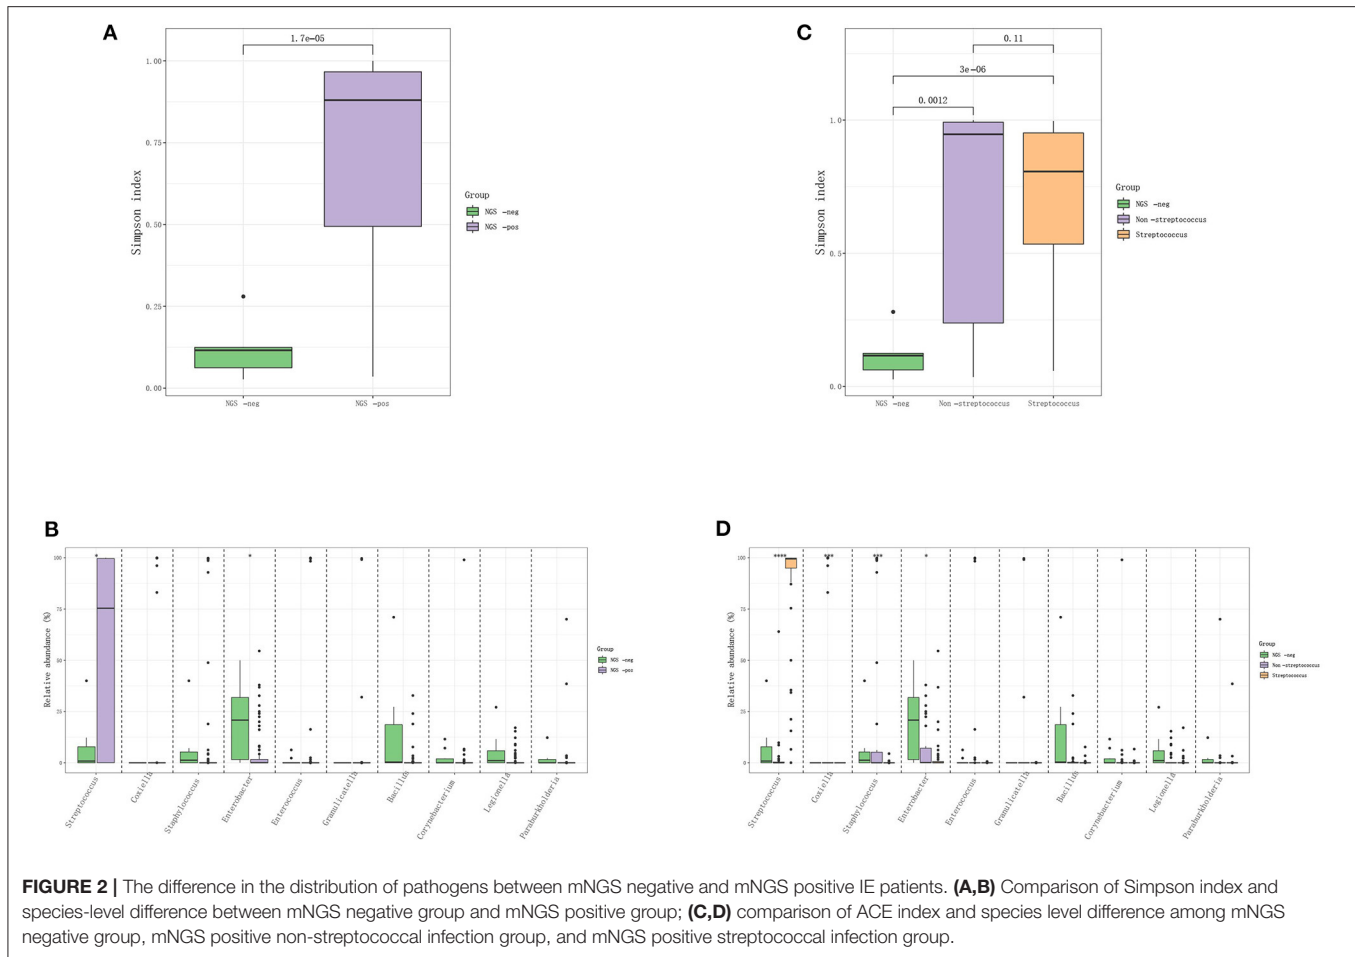 A
1.7e-05
1.00
0.75
0.50
0.25
0.00
Simpson index
NGS -neg
NGS -pos
Group
NGS -neg
NGS -pos
C
0.11
3e-06
0.0012
1.0
0.5
0.0
Simpson index
NGS -neg
Non -streptococcus
Streptococcus
Group
NGS -neg
Non -streptococcus
Streptococcus
B
*
*
100
75
50
25
0
Relative abundance (%)
Streptococcus
Coxiella
Staphylococcus
Enterobacter
Enterococcus
Granulicatella
Bacillus
Corynebacterium
Legionella
Paraburkholderia
Group
NGS -neg
NGS -pos
D
****
***
***
*
100
75
50
25
0
Relative abundance (%)
Streptococcus
Coxiella
Staphylococcus
Enterobacter
Enterococcus
Granulicatella
Bacillus
Corynebacterium
Legionella
Paraburkholderia
Group
NGS -neg
Non -streptococcus
Streptococcus
FIGURE 2 | The difference in the distribution of pathogens between mNGS negative and mNGS positive IE patients. (A,B) Comparison of Simpson index and
species-level difference between mNGS negative group and mNGS positive group; (C,D) comparison of ACE index and species level difference among mNGS
negative group, mNGS positive non-streptococcal infection group, and mNGS positive streptococcal infection group.